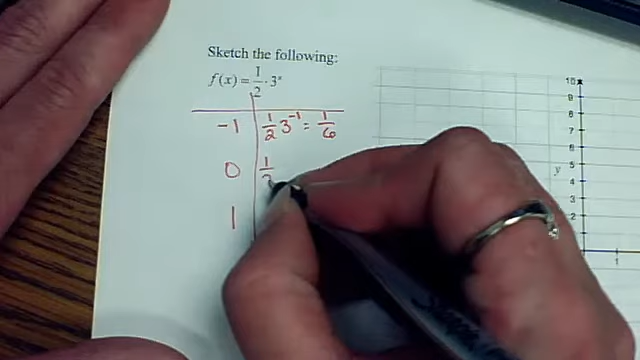 Sketch the following:
f(x) = 1/2 · 3ˣ
-1 | 1/2 3⁻¹ = 1/6
0 | 1/2
1
10
9
8
7
6
5
y
4
3
2
1